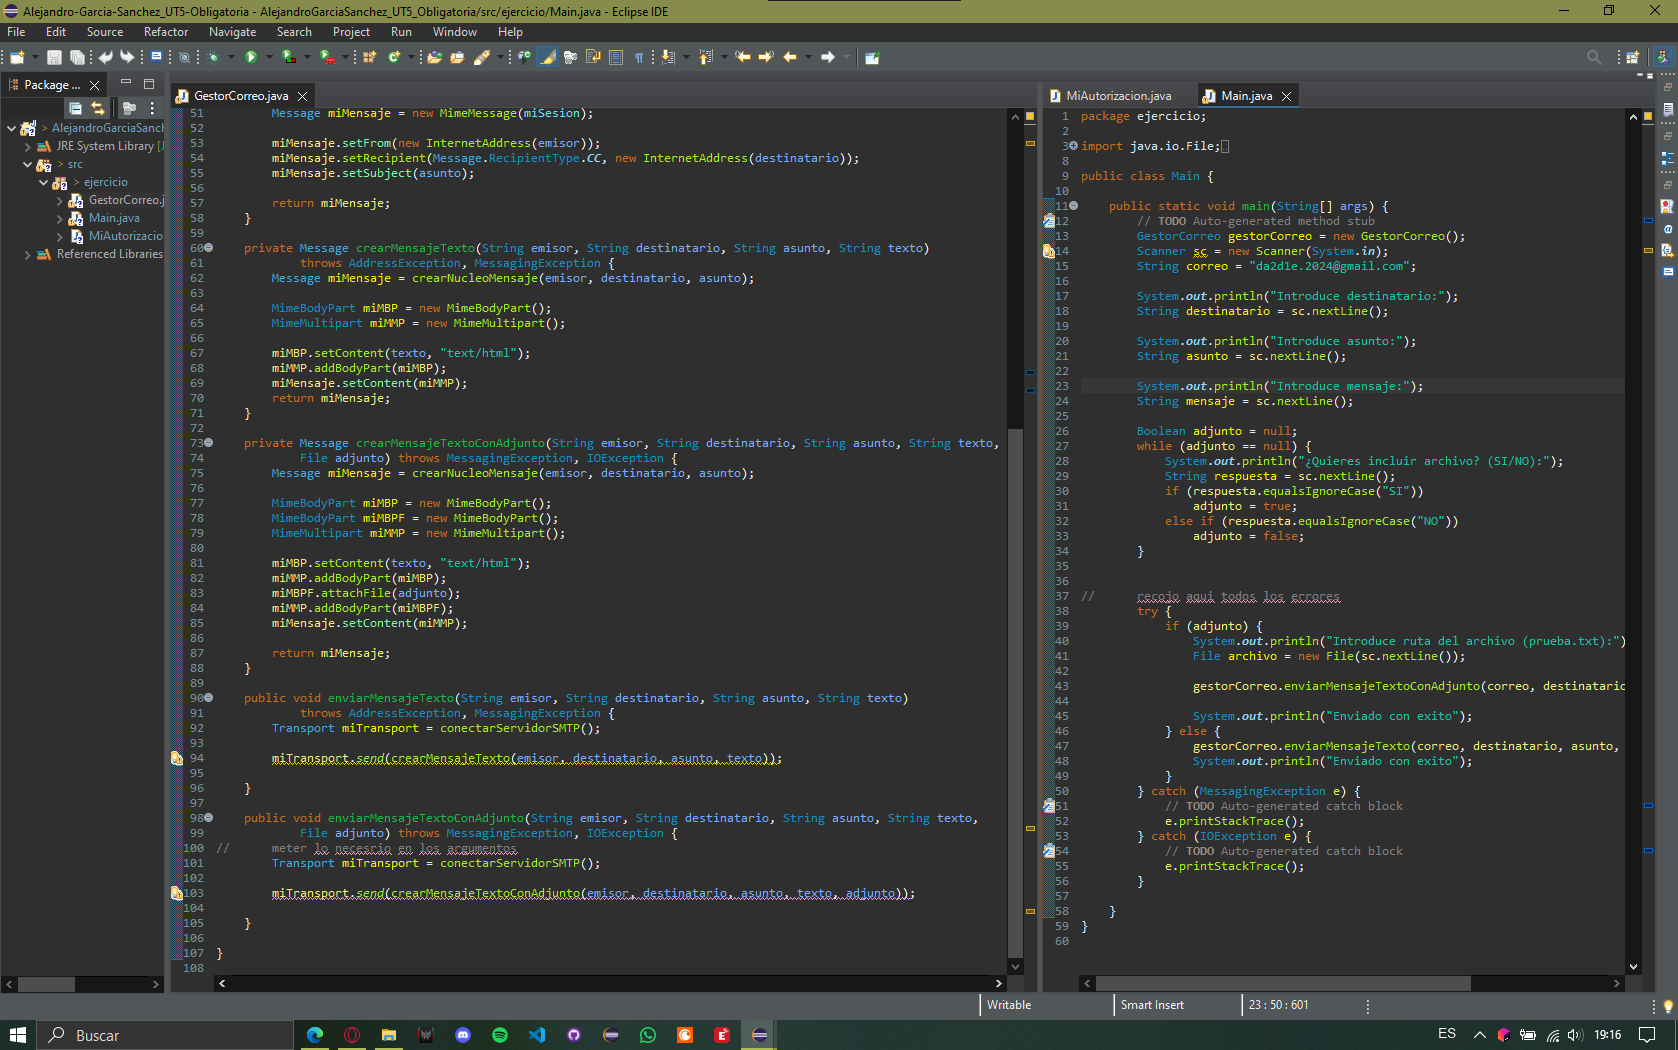 Alejandro-Garcia-Sanchez_UT5-Obligatoria - AlejandroGarciaSanchez_UT5_Obligatoria/src/ejercicio/Main.java - Eclipse IDE
File Edit Source Refactor Navigate Search Project Run Window Help
Package ...
> AlejandroGarciaSanch
JRE System Library [J
> src
> ejercicio
GestorCorreo.j
Main.java
MiAutorizacio
Referenced Libraries
GestorCorreo.java
51 Message miMensaje = new MimeMessage(miSesion);
52
53 miMensaje.setFrom(new InternetAddress(emisor));
54 miMensaje.setRecipient(Message.RecipientType.CC, new InternetAddress(destinatario));
55 miMensaje.setSubject(asunto);
56
57 return miMensaje;
58 }
59
60 private Message crearMensajeTexto(String emisor, String destinatario, String asunto, String texto)
61 throws AddressException, MessagingException {
62 Message miMensaje = crearNucleoMensaje(emisor, destinatario, asunto);
63
64 MimeBodyPart miMBP = new MimeBodyPart();
65 MimeMultipart miMMP = new MimeMultipart();
66
67 miMBP.setContent(texto, "text/html");
68 miMMP.addBodyPart(miMBP);
69 miMensaje.setContent(miMMP);
70 return miMensaje;
71 }
72
73 private Message crearMensajeTextoConAdjunto(String emisor, String destinatario, String asunto, String texto,
74 File adjunto) throws MessagingException, IOException {
75 Message miMensaje = crearNucleoMensaje(emisor, destinatario, asunto);
76
77 MimeBodyPart miMBP = new MimeBodyPart();
78 MimeBodyPart miMBPF = new MimeBodyPart();
79 MimeMultipart miMMP = new MimeMultipart();
80
81 miMBP.setContent(texto, "text/html");
82 miMMP.addBodyPart(miMBP);
83 miMBPF.attachFile(adjunto);
84 miMMP.addBodyPart(miMBPF);
85 miMensaje.setContent(miMMP);
86
87 return miMensaje;
88 }
89
90 public void enviarMensajeTexto(String emisor, String destinatario, String asunto, String texto)
91 throws AddressException, MessagingException {
92 Transport miTransport = conectarServidorSMTP();
93
94 miTransport.send(crearMensajeTexto(emisor, destinatario, asunto, texto));
95
96 }
97
98 public void enviarMensajeTextoConAdjunto(String emisor, String destinatario, String asunto, String texto,
99 File adjunto) throws MessagingException, IOException {
100 // meter lo necesrio en los argumentos
101 Transport miTransport = conectarServidorSMTP();
102
103 miTransport.send(crearMensajeTextoConAdjunto(emisor, destinatario, asunto, texto, adjunto));
104
105 }
106
107 }
108
MiAutorizacion.java Main.java
1 package ejercicio;
2
3 import java.io.File;
8
9 public class Main {
10
11 public static void main(String[] args) {
12 // TODO Auto-generated method stub
13 GestorCorreo gestorCorreo = new GestorCorreo();
14 Scanner sc = new Scanner(System.in);
15 String correo = "da2d1e.2024@gmail.com";
16
17 System.out.println("Introduce destinatario:");
18 String destinatario = sc.nextLine();
19
20 System.out.println("Introduce asunto:");
21 String asunto = sc.nextLine();
22
23 System.out.println("Introduce mensaje:");
24 String mensaje = sc.nextLine();
25
26 Boolean adjunto = null;
27 while (adjunto == null) {
28 System.out.println("¿Quieres incluir archivo? (SI/NO):");
29 String respuesta = sc.nextLine();
30 if (respuesta.equalsIgnoreCase("SI"))
31 adjunto = true;
32 else if (respuesta.equalsIgnoreCase("NO"))
33 adjunto = false;
34 }
35
36
37 // recojo aqui todos los errores
38 try {
39 if (adjunto) {
40 System.out.println("Introduce ruta del archivo (prueba.txt):")
41 File archivo = new File(sc.nextLine());
42
43 gestorCorreo.enviarMensajeTextoConAdjunto(correo, destinatario
44
45 System.out.println("Enviado con exito");
46 } else {
47 gestorCorreo.enviarMensajeTexto(correo, destinatario, asunto,
48 System.out.println("Enviado con exito");
49 }
50 } catch (MessagingException e) {
51 // TODO Auto-generated catch block
52 e.printStackTrace();
53 } catch (IOException e) {
54 // TODO Auto-generated catch block
55 e.printStackTrace();
56 }
57
58 }
59 }
60
Writable Smart Insert 23 : 50 : 601
Buscar
ES 19:16